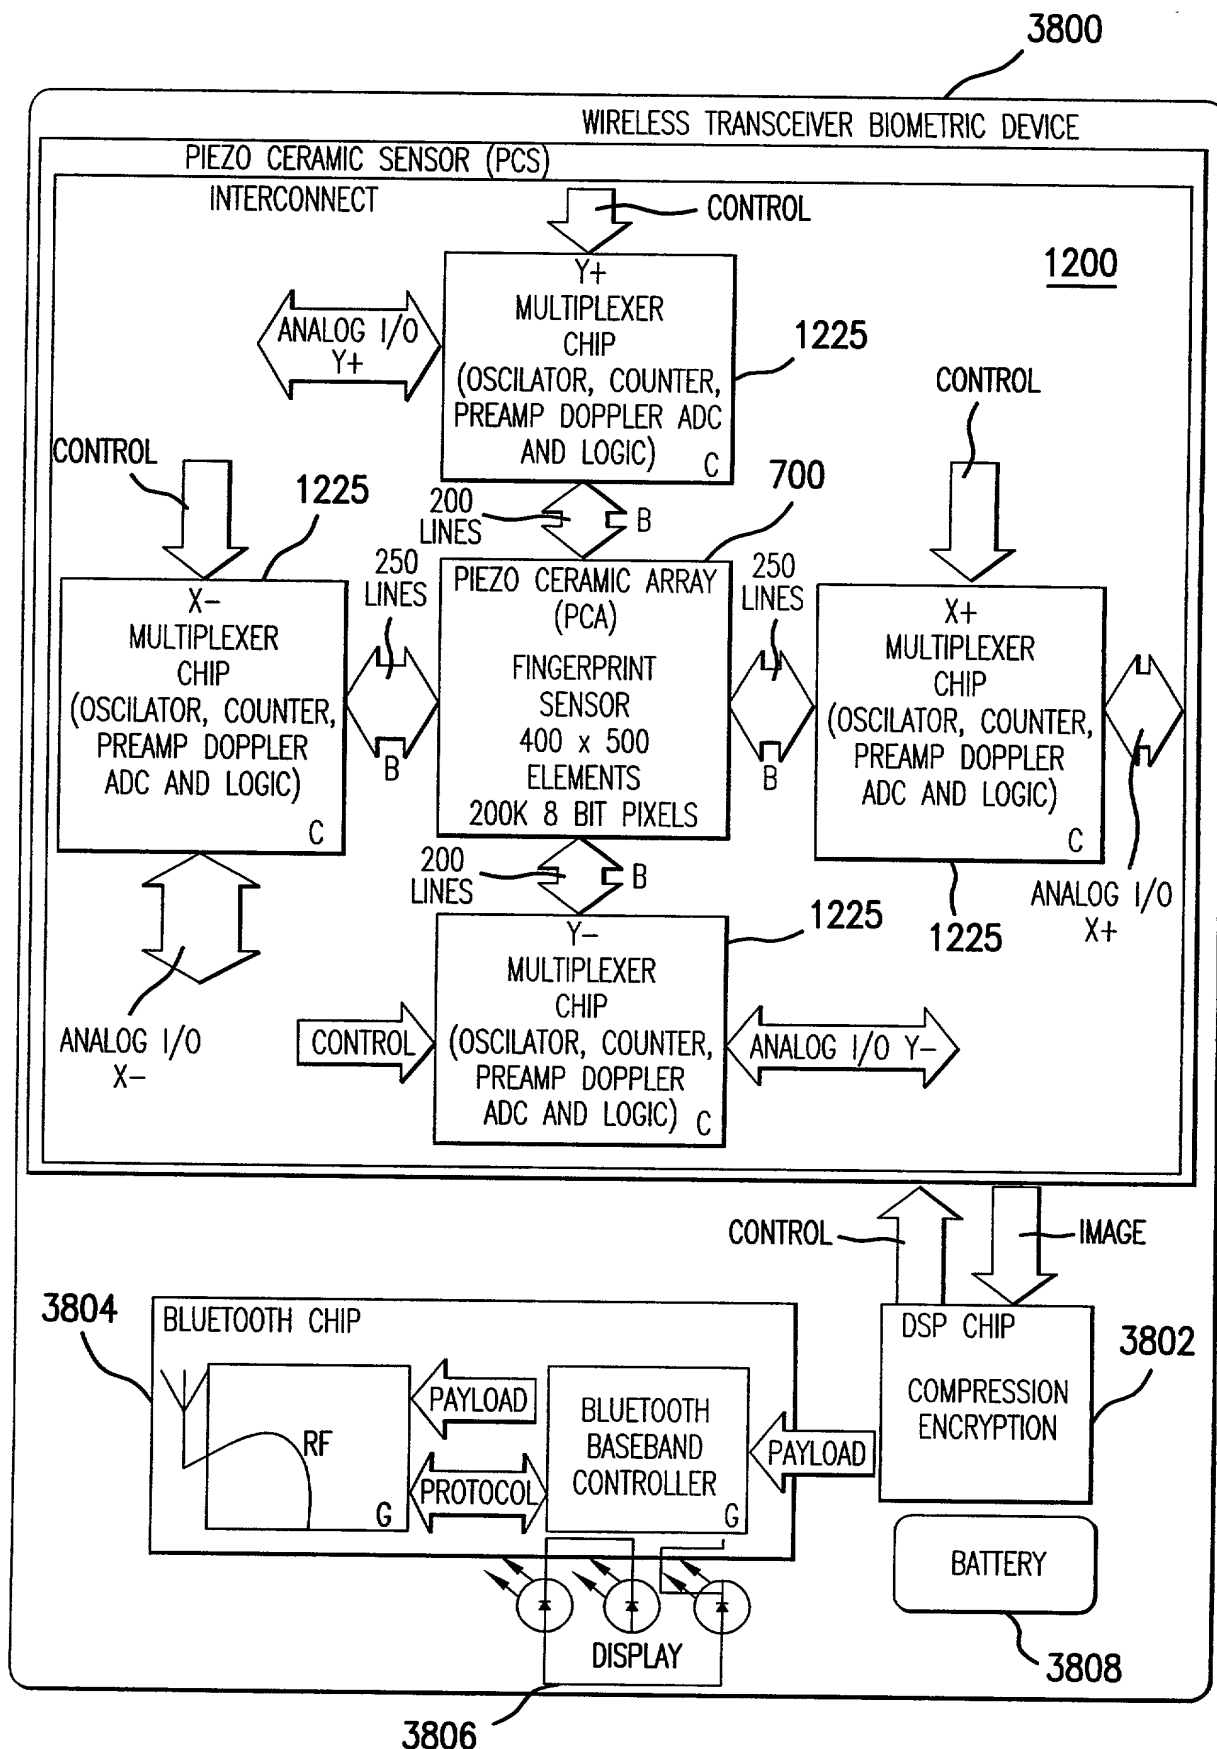 3800
WIRELESS TRANSCEIVER BIOMETRIC DEVICE
PIEZO CERAMIC SENSOR (PCS)
INTERCONNECT
CONTROL
1200
Y+
MULTIPLEXER
CHIP
(OSCILATOR, COUNTER,
PREAMP DOPPLER ADC
AND LOGIC)
C
ANALOG I/O
Y+
1225
CONTROL
CONTROL
1225
200
LINES
B
700
250
LINES
B
X-
MULTIPLEXER
CHIP
(OSCILATOR, COUNTER,
PREAMP DOPPLER
ADC AND LOGIC)
C
PIEZO CERAMIC ARRAY
(PCA)
FINGERPRINT
SENSOR
400 x 500
ELEMENTS
200K 8 BIT PIXELS
250
LINES
B
X+
MULTIPLEXER
CHIP
(OSCILATOR, COUNTER,
PREAMP DOPPLER
ADC AND LOGIC)
C
1225
ANALOG I/O
X+
200
LINES
B
ANALOG I/O
X-
CONTROL
Y-
MULTIPLEXER
CHIP
(OSCILATOR, COUNTER,
PREAMP DOPPLER
ADC AND LOGIC)
C
1225
ANALOG I/O Y-
CONTROL
IMAGE
3804
BLUETOOTH CHIP
RF
G
PAYLOAD
PROTOCOL
BLUETOOTH
BASEBAND
CONTROLLER
G
PAYLOAD
DSP CHIP
COMPRESSION
ENCRYPTION
3802
BATTERY
3808
DISPLAY
3806